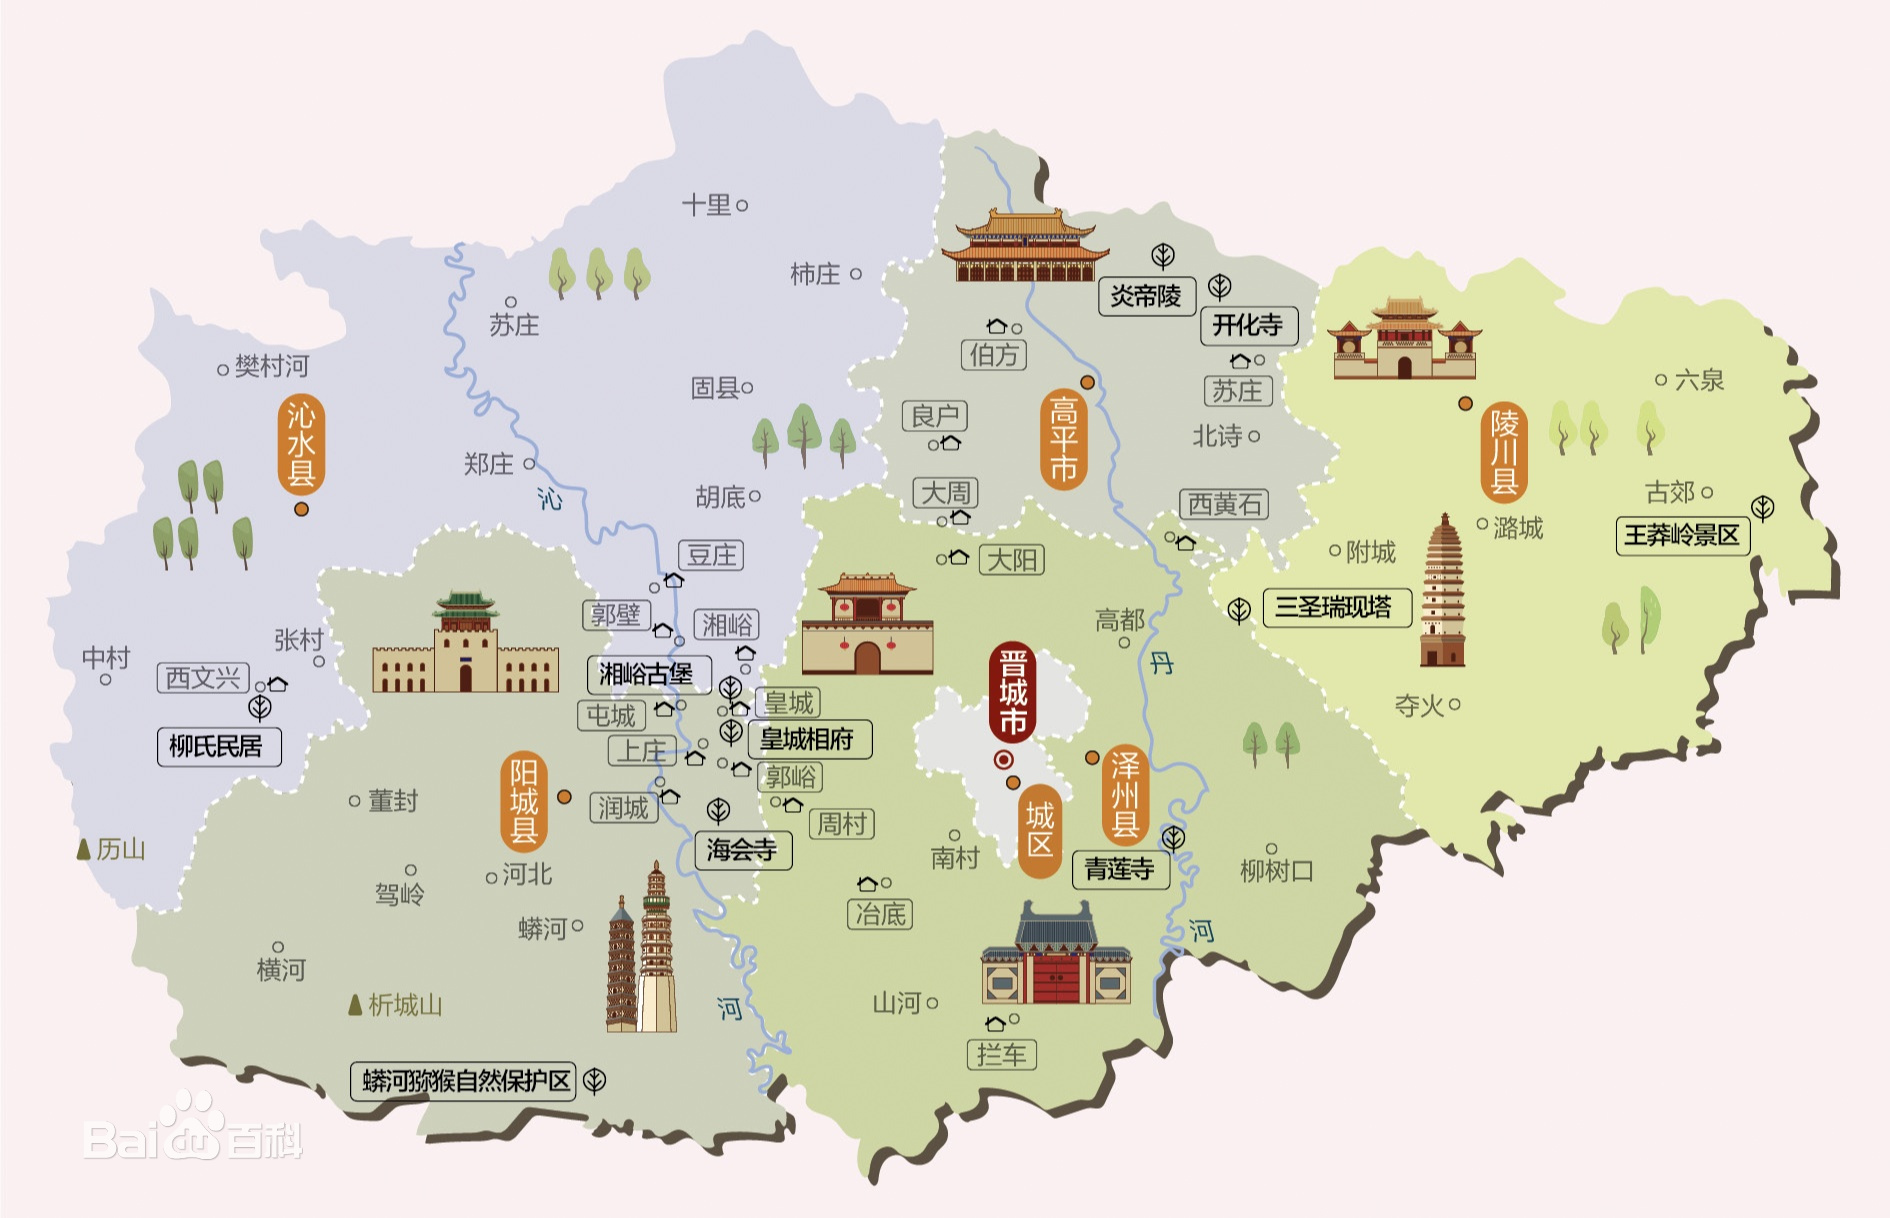 十里
柿庄
炎帝陵
开化寺
苏庄
伯方
苏庄
樊村河
固县
六泉
沁水县
良户
高平市
北诗
陵川县
郑庄
沁
胡底
大周
西黄石
古郊
潞城
王莽岭景区
豆庄
大阳
附城
郭壁
湘峪
高都
三圣瑞现塔
张村
中村
西文兴
湘峪古堡
晋城市
丹
屯城
皇城
夺火
柳氏民居
上庄
皇城相府
阳城县
郭峪
泽州县
董封
润城
周村
城区
历山
海会寺
南村
青莲寺
柳树口
驾岭
河北
冶底
蟒河
河
横河
析城山
河
山河
拦车
蟒河猕猴自然保护区
Bai du 百科